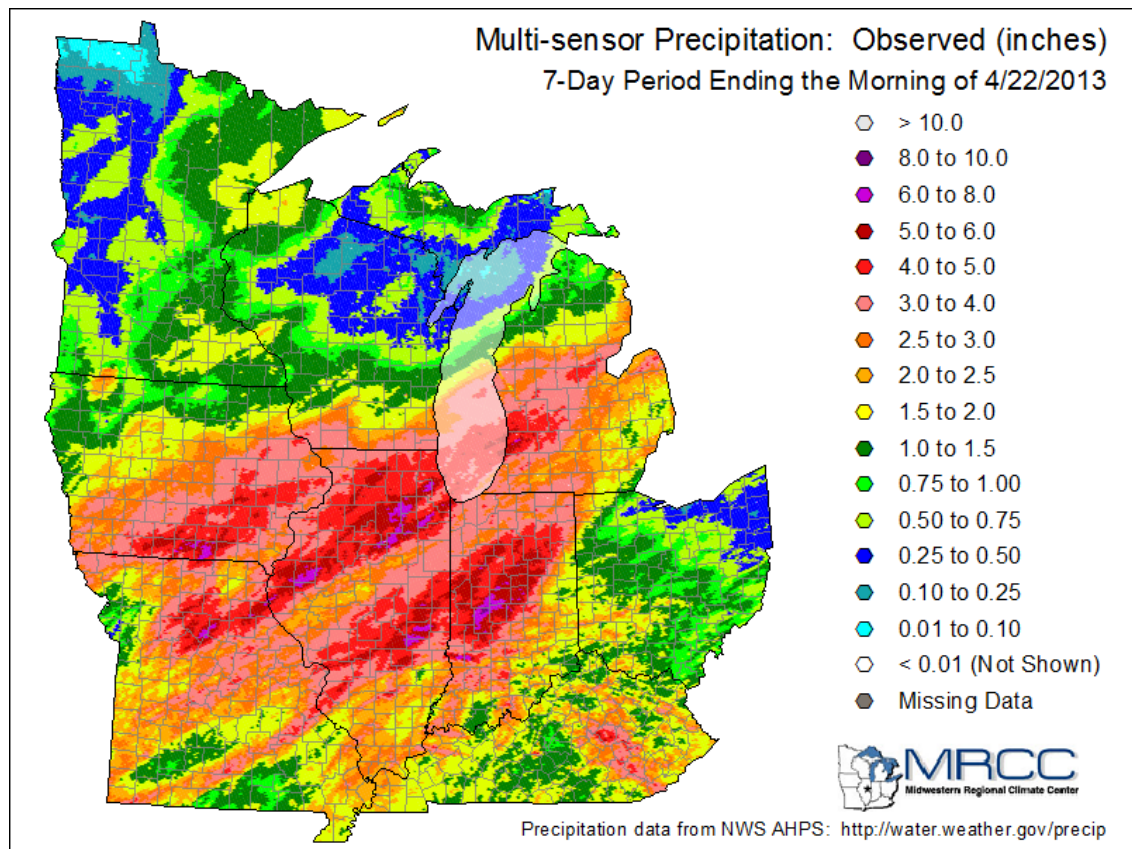 Multi-sensor Precipitation: Observed (inches)
7-Day Period Ending the Morning of 4/22/2013
> 10.0
8.0 to 10.0
6.0 to 8.0
5.0 to 6.0
4.0 to 5.0
3.0 to 4.0
2.5 to 3.0
2.0 to 2.5
1.5 to 2.0
1.0 to 1.5
0.75 to 1.00
0.50 to 0.75
0.25 to 0.50
0.10 to 0.25
0.01 to 0.10
< 0.01 (Not Shown)
Missing Data
MRCC
Midwestern Regional Climate Center
Precipitation data from NWS AHPS: http://water.weather.gov/precip